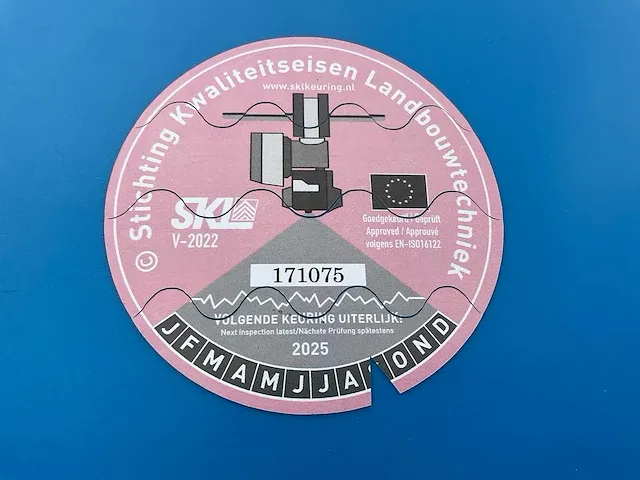 © Stichting Kwaliteitseisen Landbouwtechniek
www.sklkeuring.nl
SKL
V-2022
Goedgekeurd / Geprüft
Approved / Approuvé
volgens EN-ISO16122
171075
VOLGENDE KEURING UITERLIJK:
Next inspection latest/Nächste Prüfung spätestens
2025
J F M A M J J A O N D